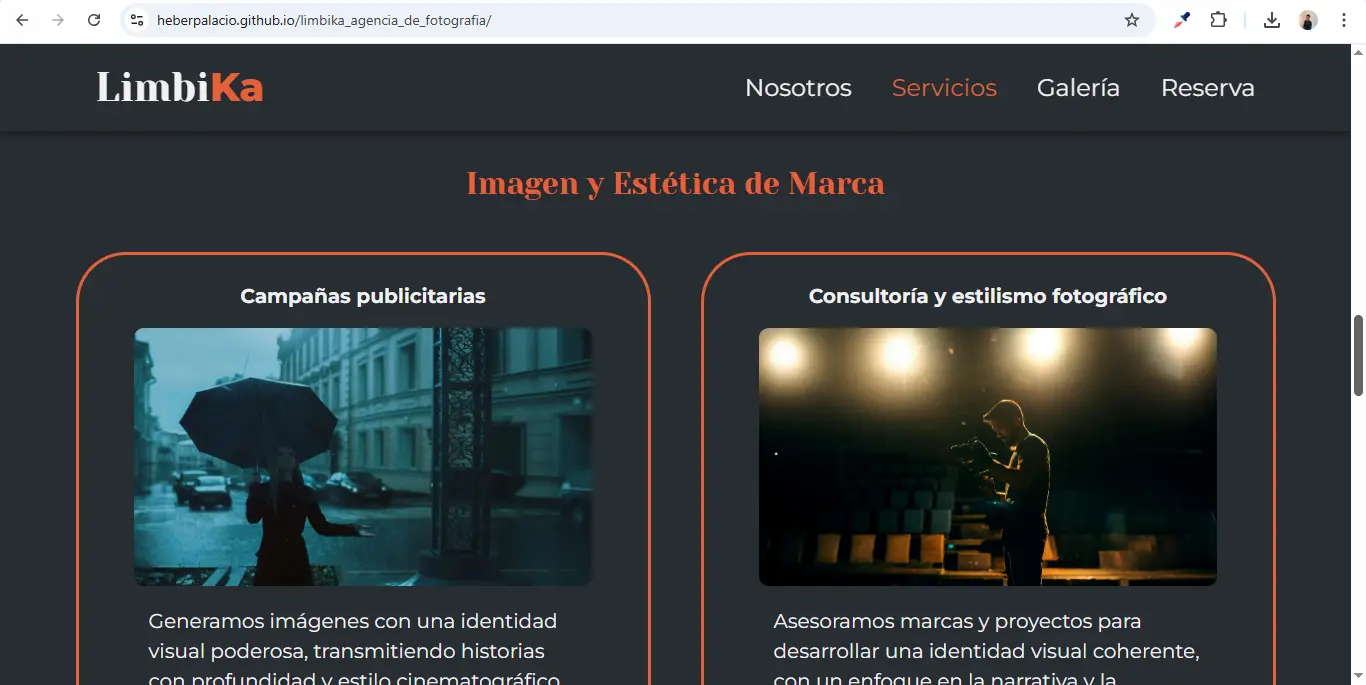 heberpalacio.github.io/limbika_agencia_de_fotografia/
LimbiKa
Nosotros
Servicios
Galería
Reserva
Imagen y Estética de Marca
Campañas publicitarias
Generamos imágenes con una identidad
visual poderosa, transmitiendo historias
con profundidad y estilo cinematográfico
Consultoría y estilismo fotográfico
Asesoramos marcas y proyectos para
desarrollar una identidad visual coherente,
con un enfoque en la narrativa y la